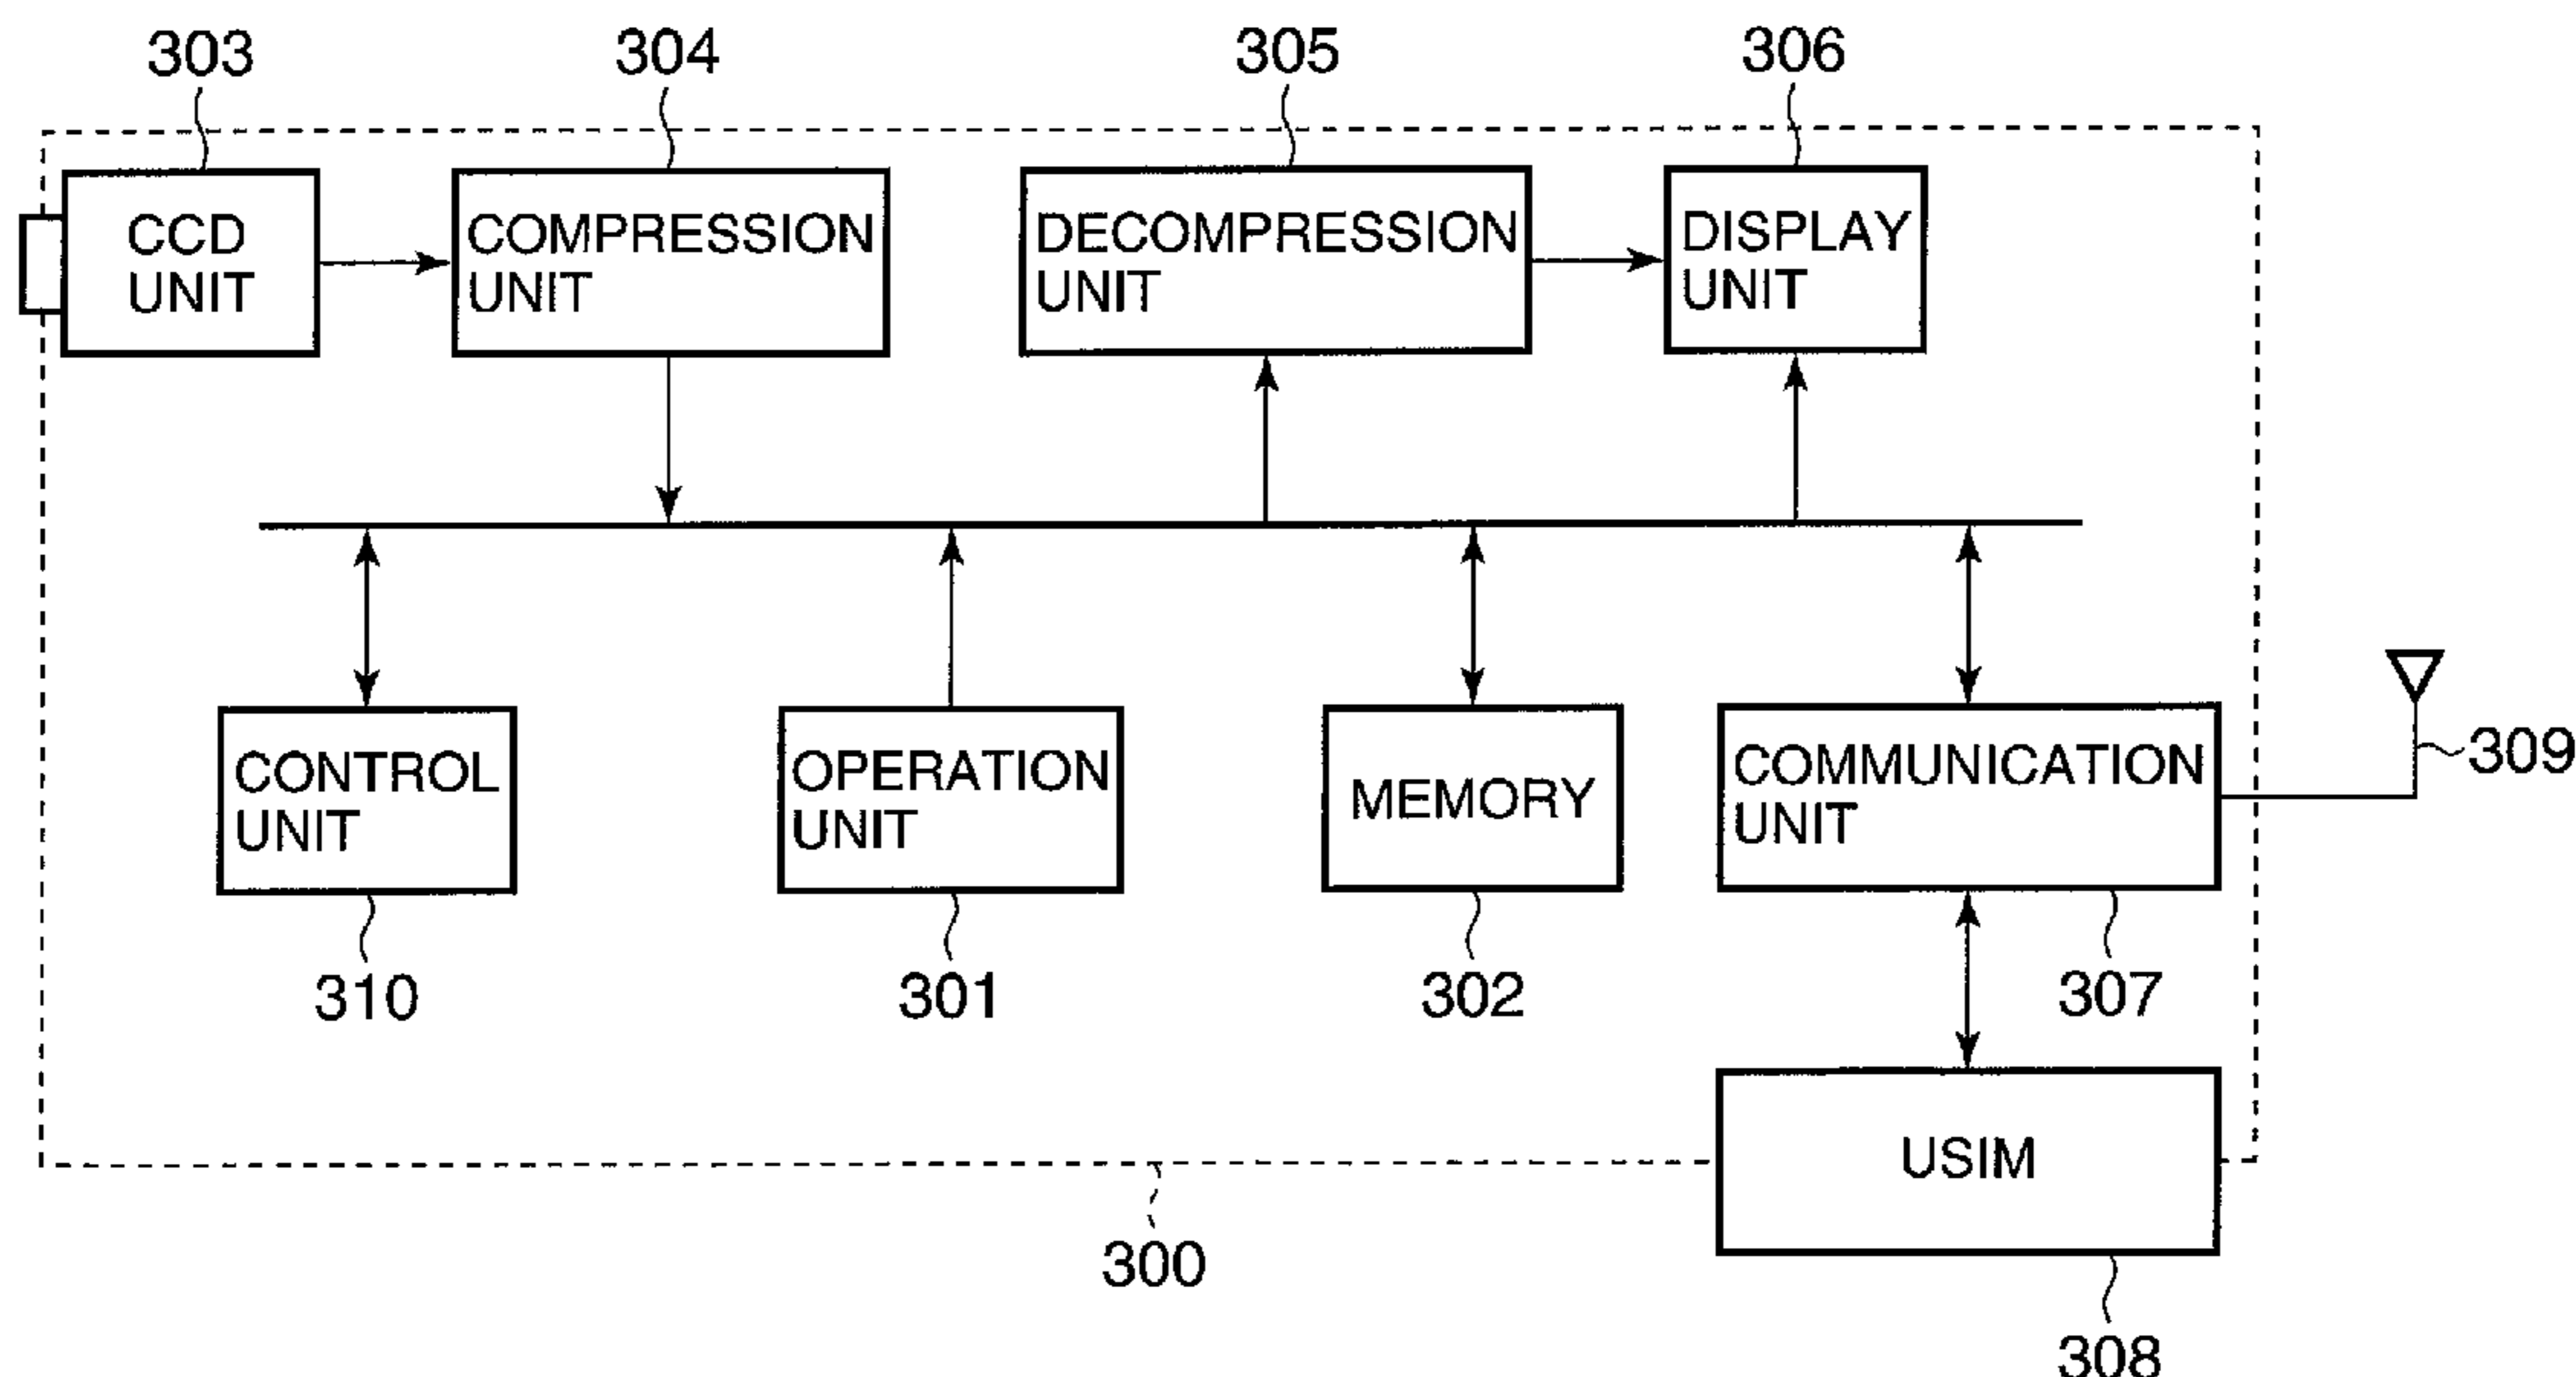 303
304
305
306
CCD
UNIT
COMPRESSION
UNIT
DECOMPRESSION
UNIT
DISPLAY
UNIT
CONTROL
UNIT
OPERATION
UNIT
MEMORY
COMMUNICATION
UNIT
309
310
301
302
307
USIM
300
308